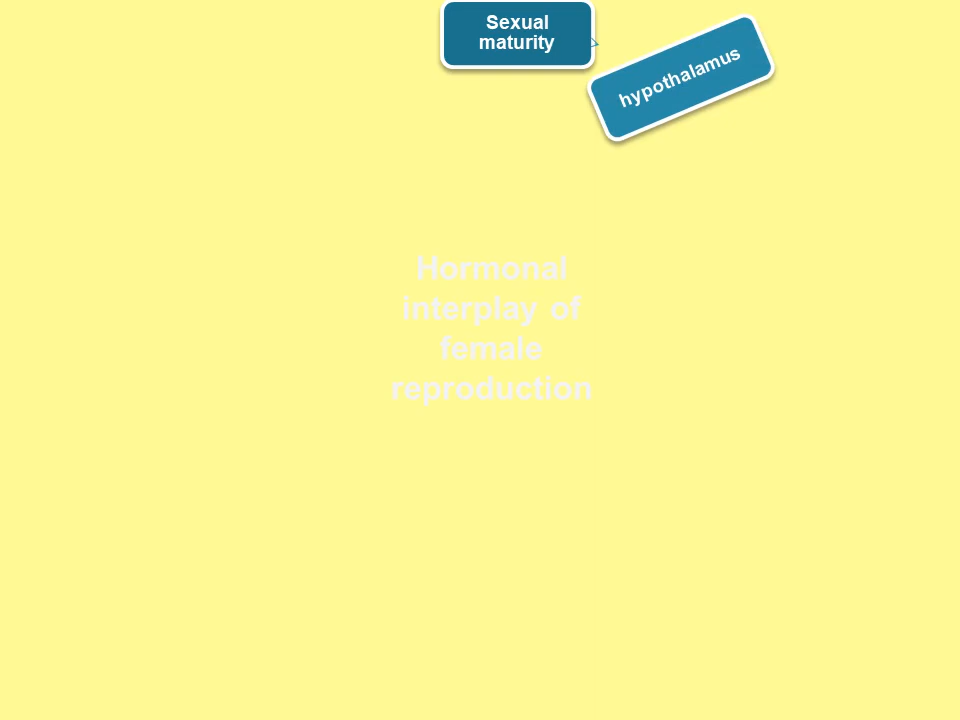 Sexual
maturity
hypothalamus
Hormonal
interplay of
female
reproduction